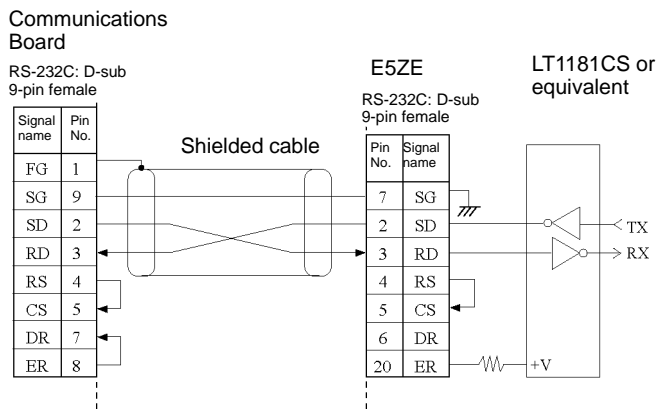 Communications
Board
RS-232C: D-sub
9-pin female
Signal name Pin No.
FG 1
SG 9
SD 2
RD 3
RS 4
CS 5
DR 7
ER 8
Shielded cable
E5ZE
RS-232C: D-sub
9-pin female
Pin No. Signal name
7 SG
2 SD
3 RD
4 RS
5 CS
6 DR
20 ER
LT1181CS or
equivalent
TX
RX
+V